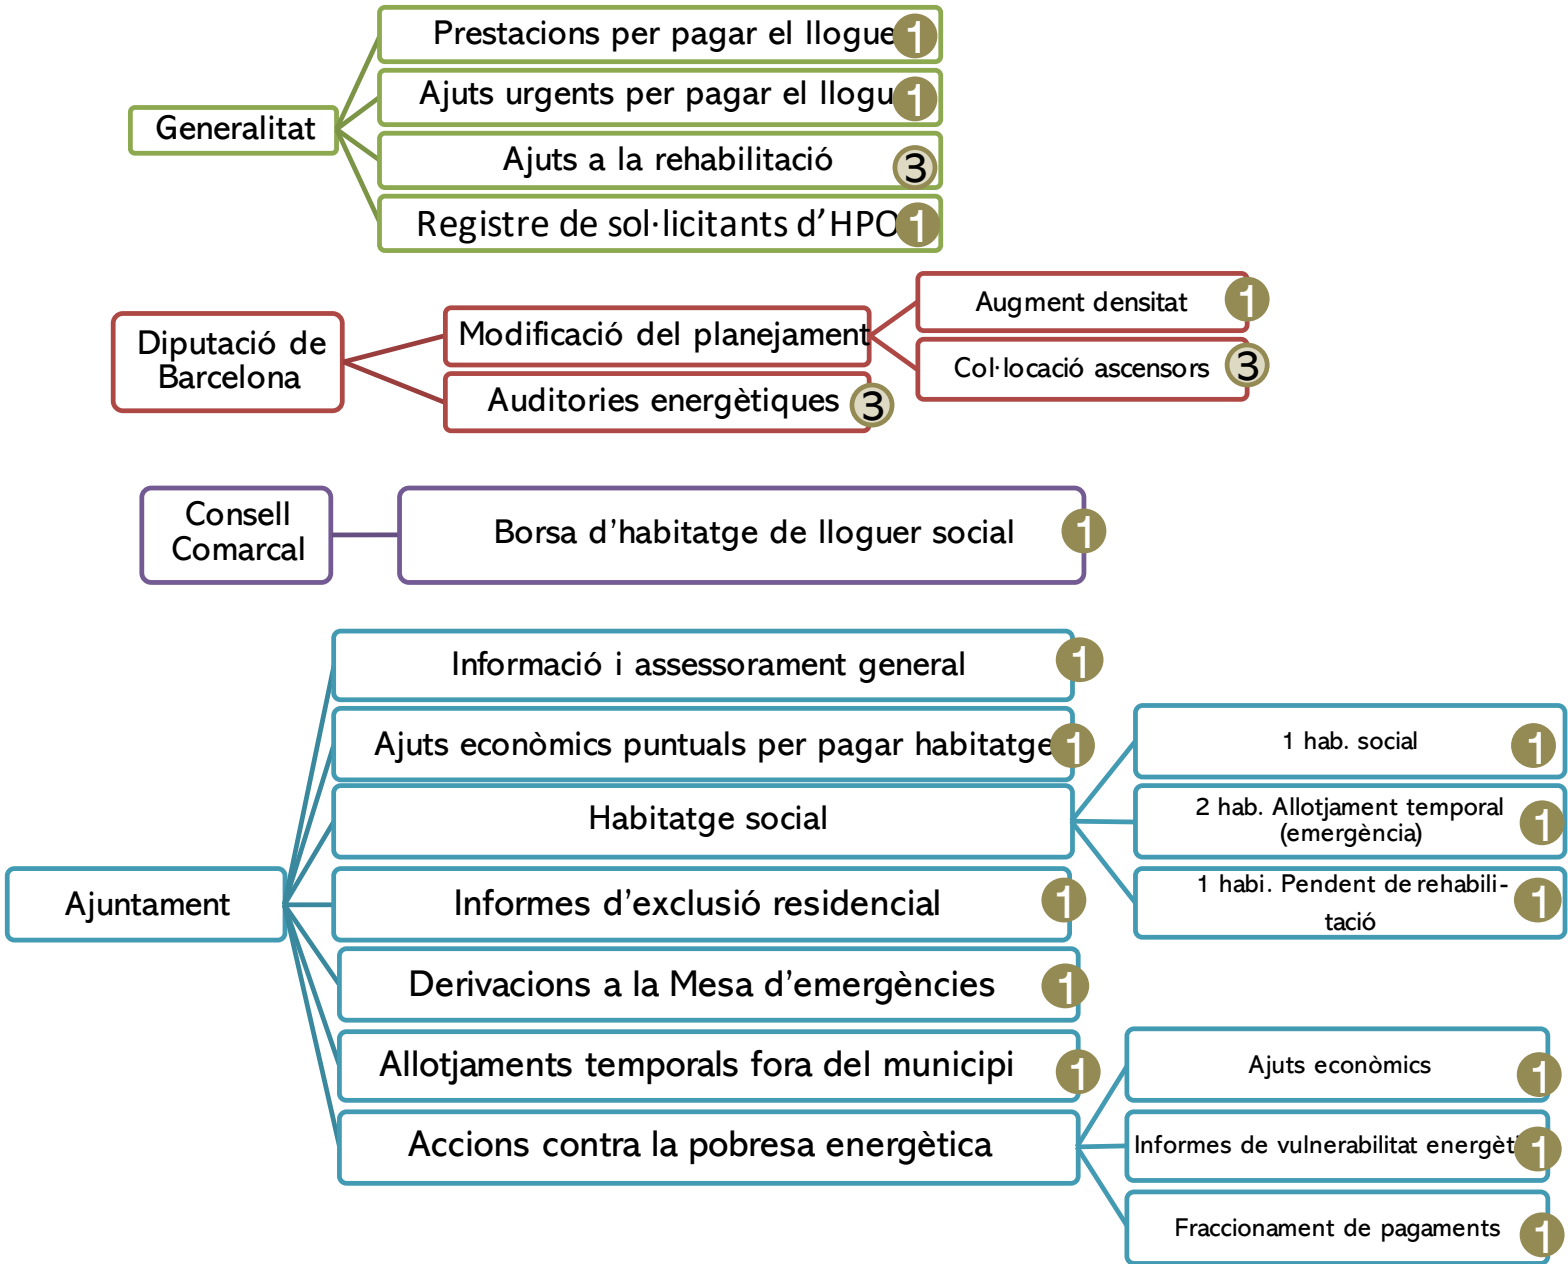 Prestacions per pagar el llogue 1
Ajuts urgents per pagar el llogu 1
Generalitat
Ajuts a la rehabilitació 3
Registre de sol·licitants d’HPO 1
Augment densitat 1
Modificació del planejament
Diputació de
Barcelona
Col·locació ascensors 3
Auditories energètiques 3
Consell
Comarcal
Borsa d’habitatge de lloguer social 1
Informació i assessorament general 1
Ajuts econòmics puntuals per pagar habitatge 1
1 hab. social 1
Habitatge social
2 hab. Allotjament temporal
(emergència) 1
1 habi. Pendent de rehabili-
tació 1
Ajuntament
Informes d’exclusió residencial 1
Derivacions a la Mesa d’emergències 1
Allotjaments temporals fora del municipi 1
Accions contra la pobresa energètica
Ajuts econòmics 1
Informes de vulnerabilitat energèt 1
Fraccionament de pagaments 1